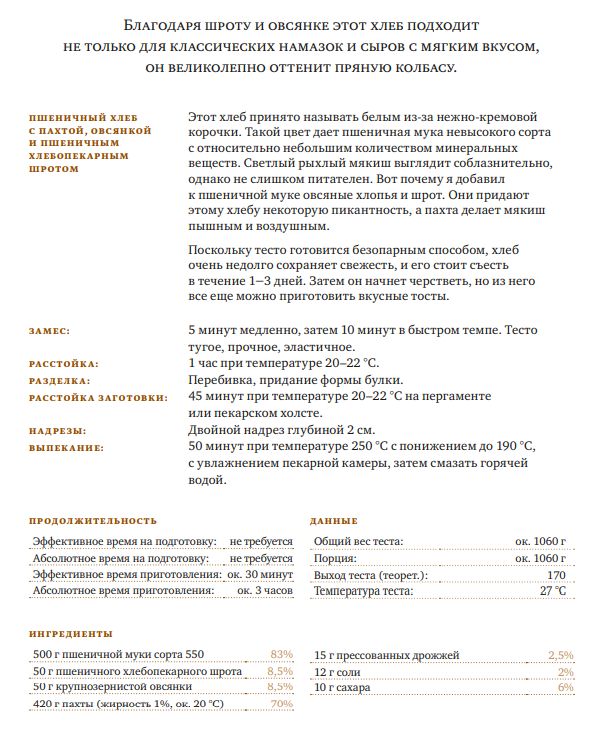 Благодаря шроту и овсянке этот хлеб подходит
не только для классических намазок и сыров с мягким вкусом,
он великолепно оттенит пряную колбасу.
пшеничный хлеб
с пахтой, овсянкой
и пшеничным
хлебопекарным
шротом
Этот хлеб принято называть белым из-за нежно-кремовой
корочки. Такой цвет дает пшеничная мука невысокого сорта
с относительно небольшим количеством минеральных
веществ. Светлый рыхлый мякиш выглядит соблазнительно,
однако не слишком питателен. Вот почему я добавил
к пшеничной муке овсяные хлопья и шрот. Они придают
этому хлебу некоторую пикантность, а пахта делает мякиш
пышным и воздушным.
Поскольку тесто готовится безопарным способом, хлеб
очень недолго сохраняет свежесть, и его стоит съесть
в течение 1–3 дней. Затем он начнет черстветь, но из него
все еще можно приготовить вкусные тосты.
замес: 5 минут медленно, затем 10 минут в быстром темпе. Тесто
тугое, прочное, эластичное.
расстойка: 1 час при температуре 20–22 °C.
разделка: Перебивка, придание формы булки.
расстойка заготовки: 45 минут при температуре 20–22 °C на пергаменте
или пекарском холсте.
надрезы: Двойной надрез глубиной 2 см.
выпекание: 50 минут при температуре 250 °C с понижением до 190 °C,
с увлажнением пекарной камеры, затем смазать горячей
водой.
продолжительность
Эффективное время на подготовку: не требуется
Абсолютное время на подготовку: не требуется
Эффективное время приготовления: ок. 30 минут
Абсолютное время приготовления: ок. 3 часов
данные
Общий вес теста: ок. 1060 г
Порция: ок. 1060 г
Выход теста (теорет.): 170
Температура теста: 27 °C
ингредиенты
500 г пшеничной муки сорта 550 83%
50 г пшеничного хлебопекарного шрота 8,5%
50 г крупнозернистой овсянки 8,5%
420 г пахты (жирность 1%, ок. 20 °C) 70%
15 г прессованных дрожжей 2,5%
12 г соли 2%
10 г сахара 6%